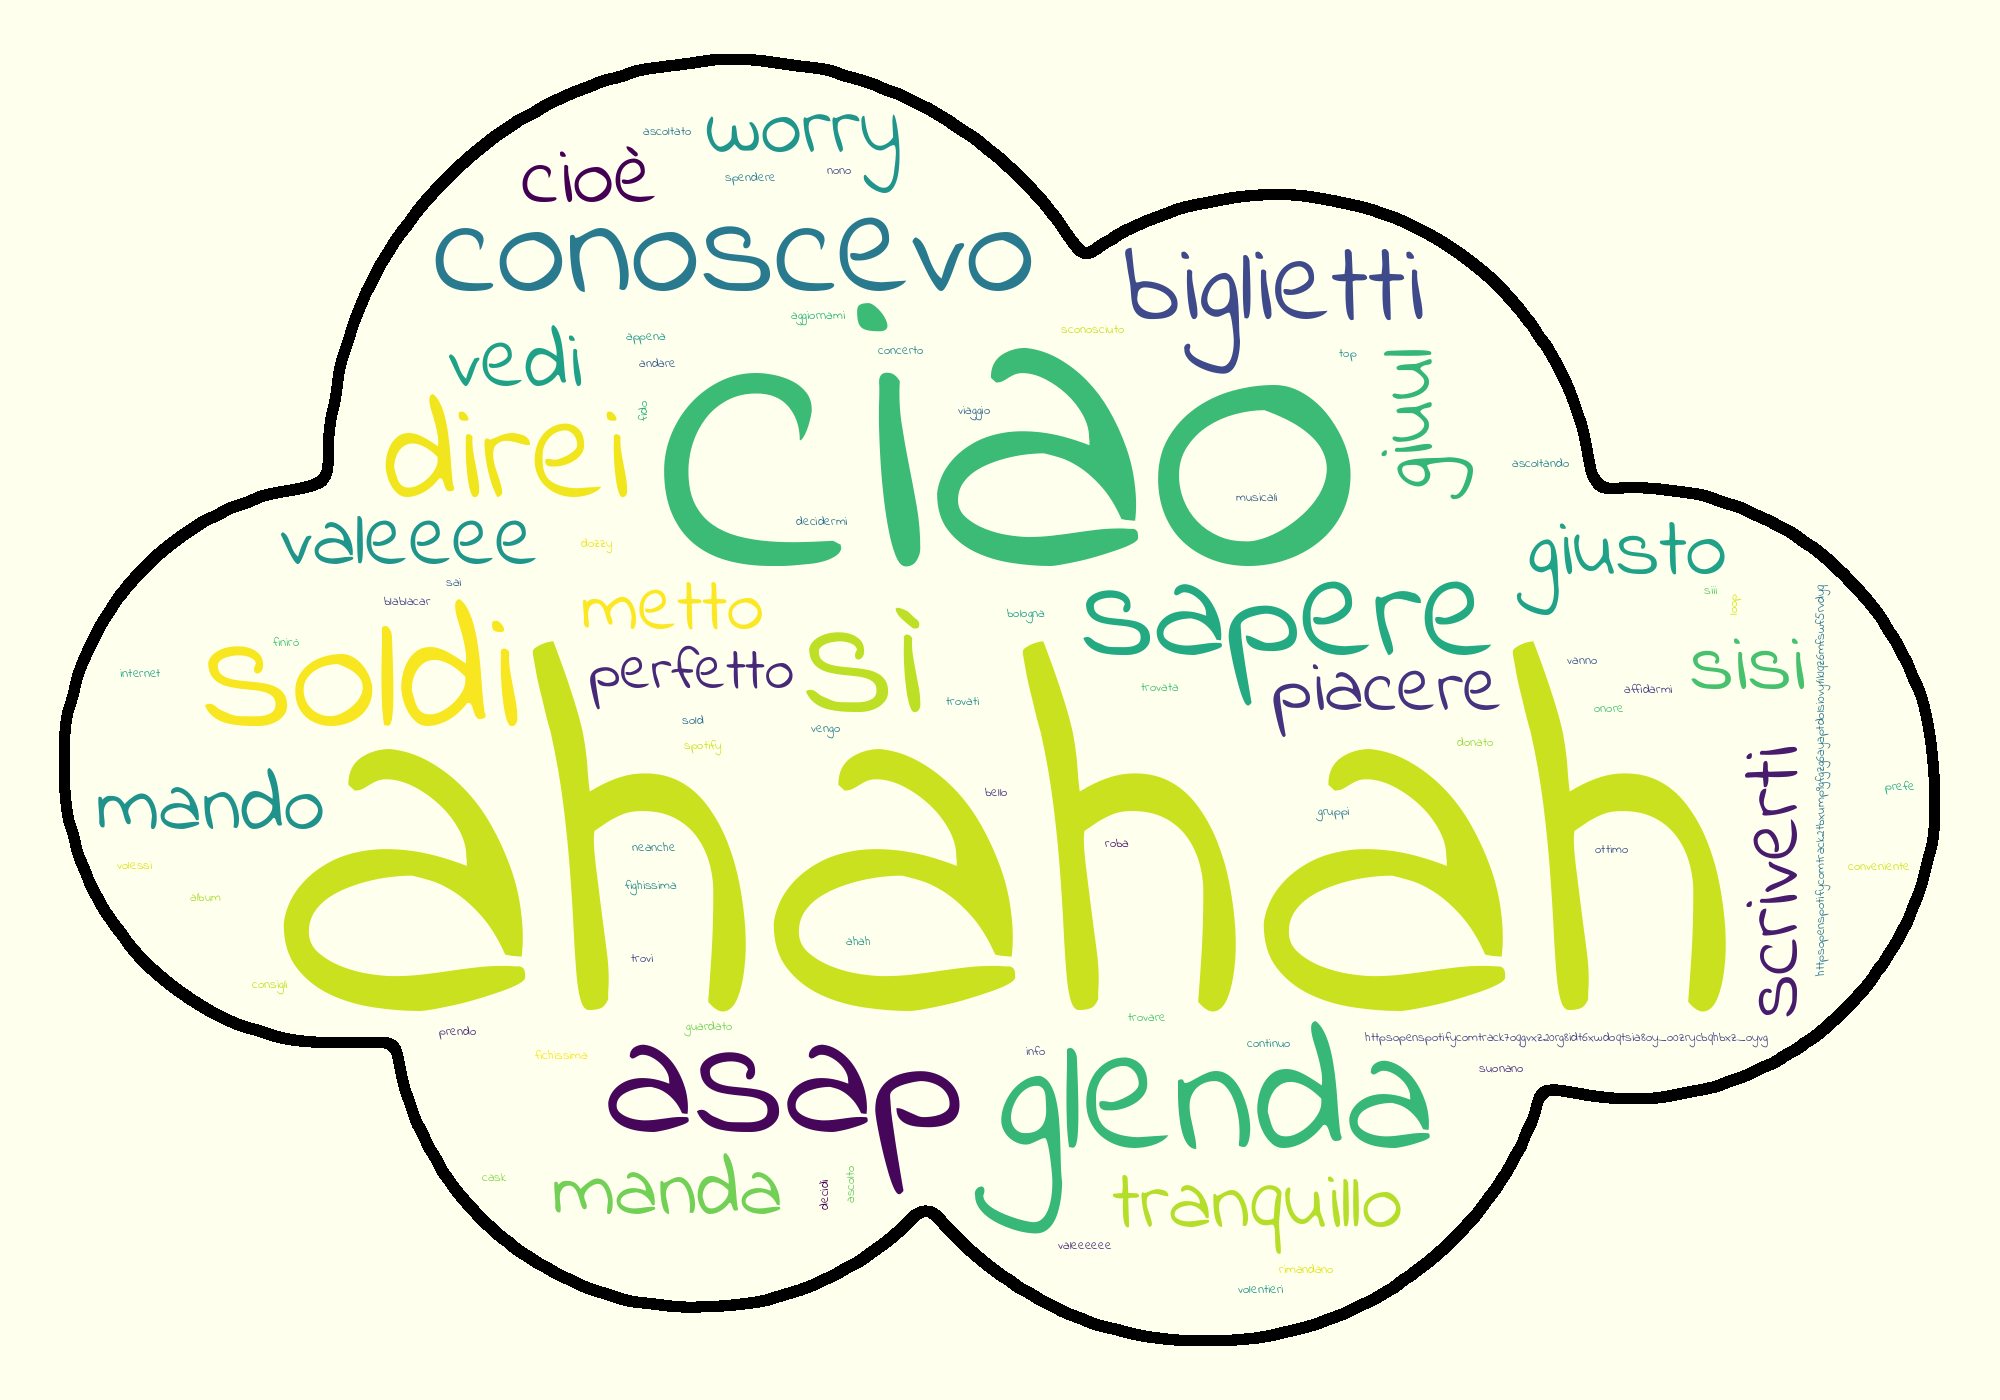 worry
ascoltato
cioè
spendere
nono
conoscevo
biglietti
aggiornami
sconosciuto
vedi
appena
andare
concerto
top
giuul
ciao
direi
fido
viaggio
ascoltando
musicali
decidermi
valeeee
dozzy
giusto
sai
blablacar
metto
sì
bologna
sapere
siii
loop
soldi
finirà
internet
perfetto
piacere
vanno
affidarmi
sisi
trovata
trovati
onore
sold
vengo
spotify
donato
scriverti
mando
ahahah
bello
gruppi
prefe
neanche
roba
ottimo
volessi
conveniente
fighissima
album
ahah
trovi
consigli
prendo
guardato
trovare
fichissima
asap
info
glenda
continuo
suonano
manda
cask
decidi
ascolto
tranquillo
valeeeeee
rimandano
volentieri